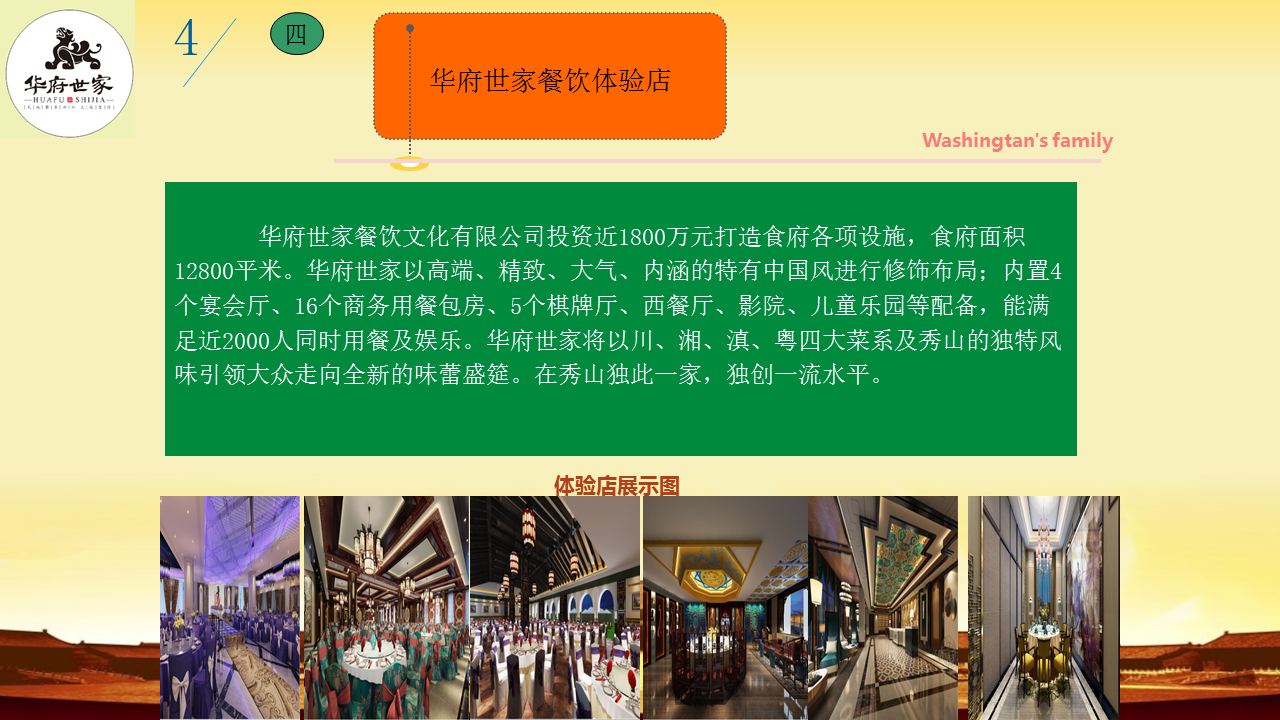 华府世家
HUAFU SHIJIA
4
四
华府世家餐饮体验店
Washingtan's family
华府世家餐饮文化有限公司投资近1800万元打造食府各项设施，食府面积
12800平米。华府世家以高端、精致、大气、内涵的特有中国风进行修饰布局；内置4
个宴会厅、16个商务用餐包房、5个棋牌厅、西餐厅、影院、儿童乐园等配备，能满
足近2000人同时用餐及娱乐。华府世家将以川、湘、滇、粤四大菜系及秀山的独特风
味引领大众走向全新的味蕾盛筵。在秀山独此一家，独创一流水平。
体验店展示图